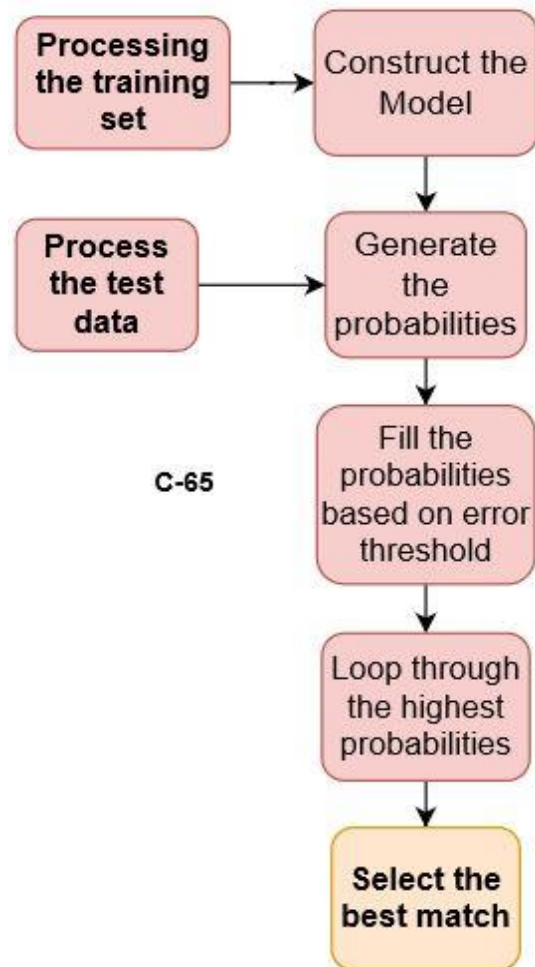 Processing
the training
set
Construct the
Model
Process
the test
data
Generate
the
probabilities
Fill the
probabilities
based on error
threshold
C-65
Loop through
the highest
probabilities
Select the
best match